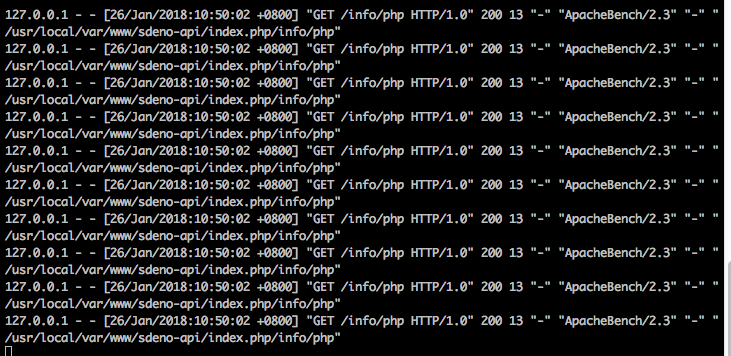 127.0.0.1 - - [26/Jan/2018:10:50:02 +0800] "GET /info/php HTTP/1.0" 200 13 "-" "ApacheBench/2.3" "-" "
/usr/local/var/www/sdeno-api/index.php/info/php"
127.0.0.1 - - [26/Jan/2018:10:50:02 +0800] "GET /info/php HTTP/1.0" 200 13 "-" "ApacheBench/2.3" "-" "
/usr/local/var/www/sdeno-api/index.php/info/php"
127.0.0.1 - - [26/Jan/2018:10:50:02 +0800] "GET /info/php HTTP/1.0" 200 13 "-" "ApacheBench/2.3" "-" "
/usr/local/var/www/sdeno-api/index.php/info/php"
127.0.0.1 - - [26/Jan/2018:10:50:02 +0800] "GET /info/php HTTP/1.0" 200 13 "-" "ApacheBench/2.3" "-" "
/usr/local/var/www/sdeno-api/index.php/info/php"
127.0.0.1 - - [26/Jan/2018:10:50:02 +0800] "GET /info/php HTTP/1.0" 200 13 "-" "ApacheBench/2.3" "-" "
/usr/local/var/www/sdeno-api/index.php/info/php"
127.0.0.1 - - [26/Jan/2018:10:50:02 +0800] "GET /info/php HTTP/1.0" 200 13 "-" "ApacheBench/2.3" "-" "
/usr/local/var/www/sdeno-api/index.php/info/php"
127.0.0.1 - - [26/Jan/2018:10:50:02 +0800] "GET /info/php HTTP/1.0" 200 13 "-" "ApacheBench/2.3" "-" "
/usr/local/var/www/sdeno-api/index.php/info/php"
127.0.0.1 - - [26/Jan/2018:10:50:02 +0800] "GET /info/php HTTP/1.0" 200 13 "-" "ApacheBench/2.3" "-" "
/usr/local/var/www/sdeno-api/index.php/info/php"
127.0.0.1 - - [26/Jan/2018:10:50:02 +0800] "GET /info/php HTTP/1.0" 200 13 "-" "ApacheBench/2.3" "-" "
/usr/local/var/www/sdeno-api/index.php/info/php"
127.0.0.1 - - [26/Jan/2018:10:50:02 +0800] "GET /info/php HTTP/1.0" 200 13 "-" "ApacheBench/2.3" "-" "
/usr/local/var/www/sdeno-api/index.php/info/php"